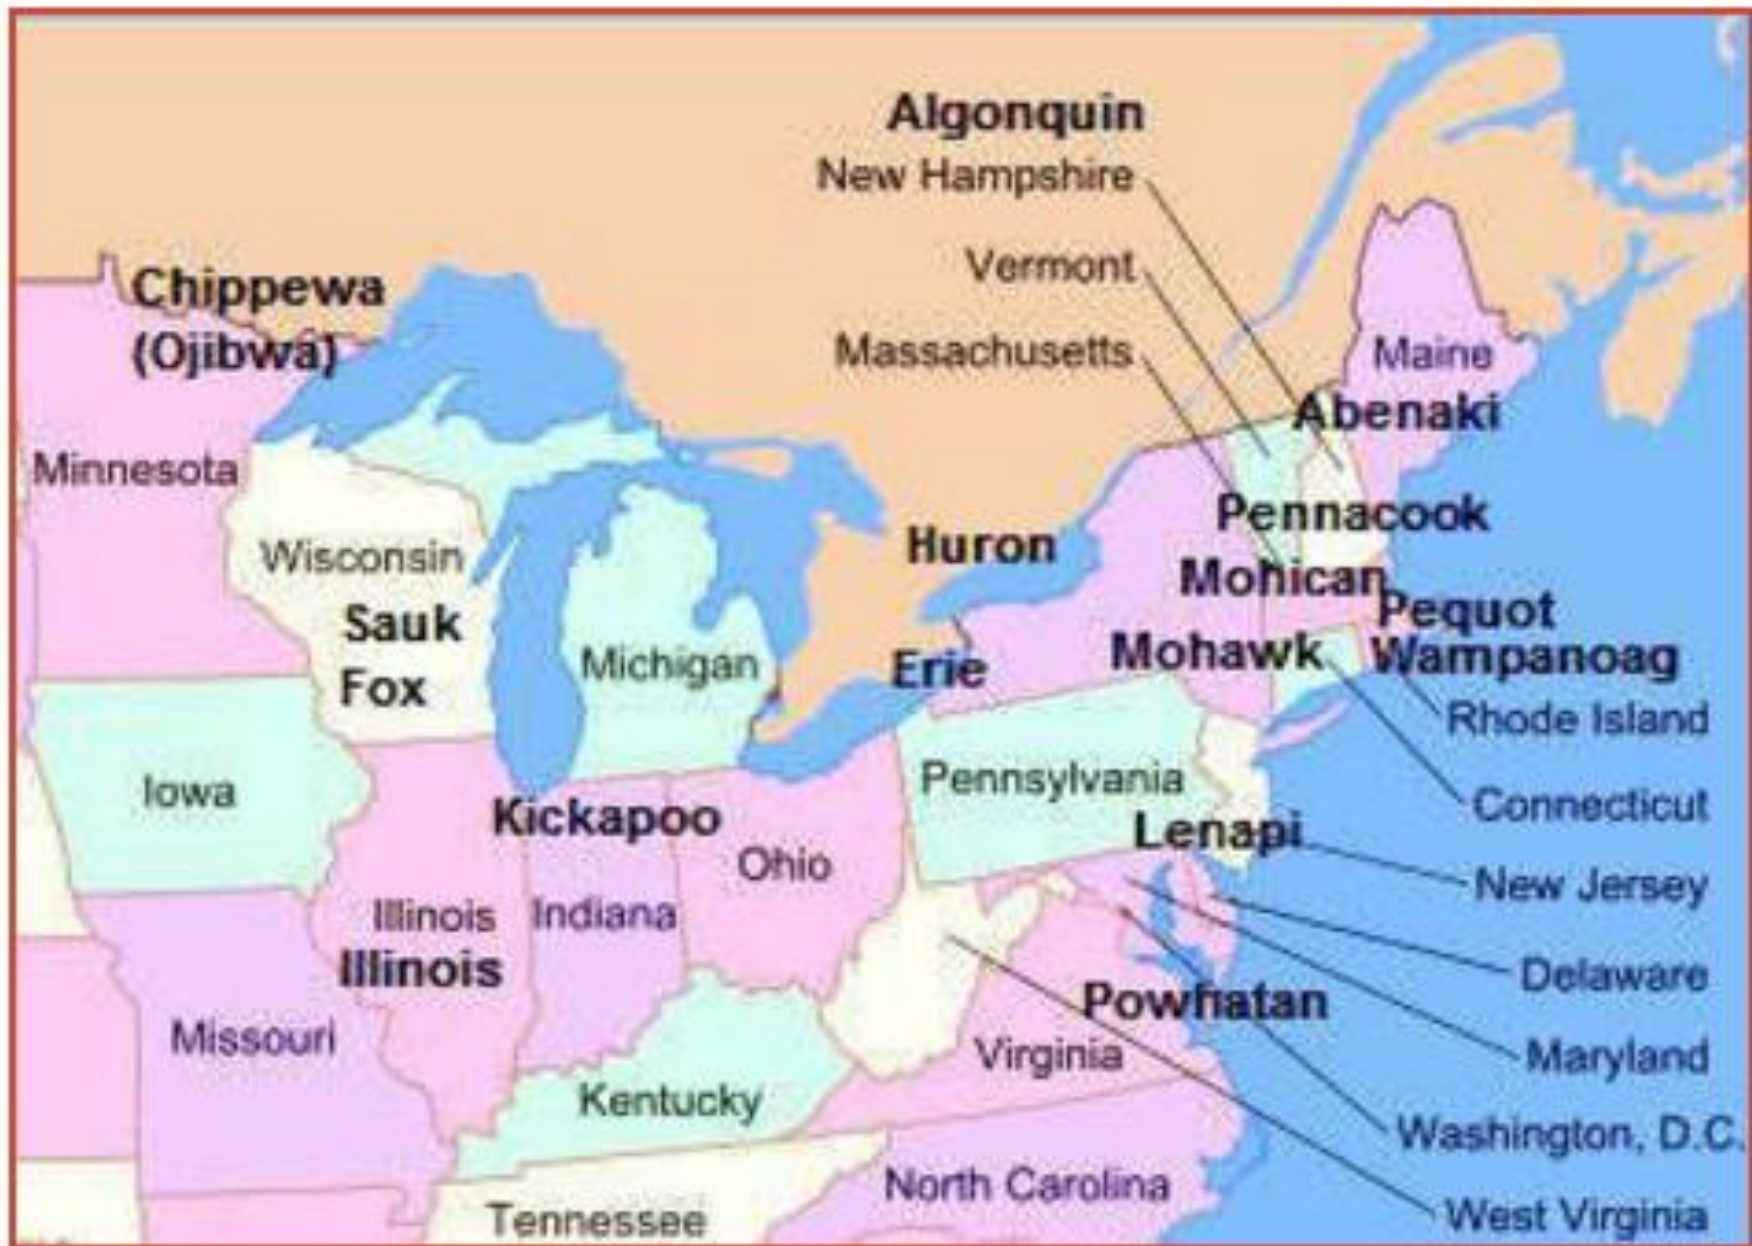 Algonquin
New Hampshire
Vermont
Chippewa
(Ojibwa)
Massachusetts
Maine
Abenaki
Minnesota
Pennacook
Huron
Wisconsin
Mohican
Pequot
Sauk
Mohawk
Wampanoag
Michigan
Erie
Fox
Rhode Island
Pennsylvania
Iowa
Connecticut
Kickapoo
Lenapi
Ohio
New Jersey
Illinois
Indiana
Illinois
Delaware
Powhatan
Missouri
Virginia
Maryland
Kentucky
Washington, D.C.
North Carolina
Tennessee
West Virginia